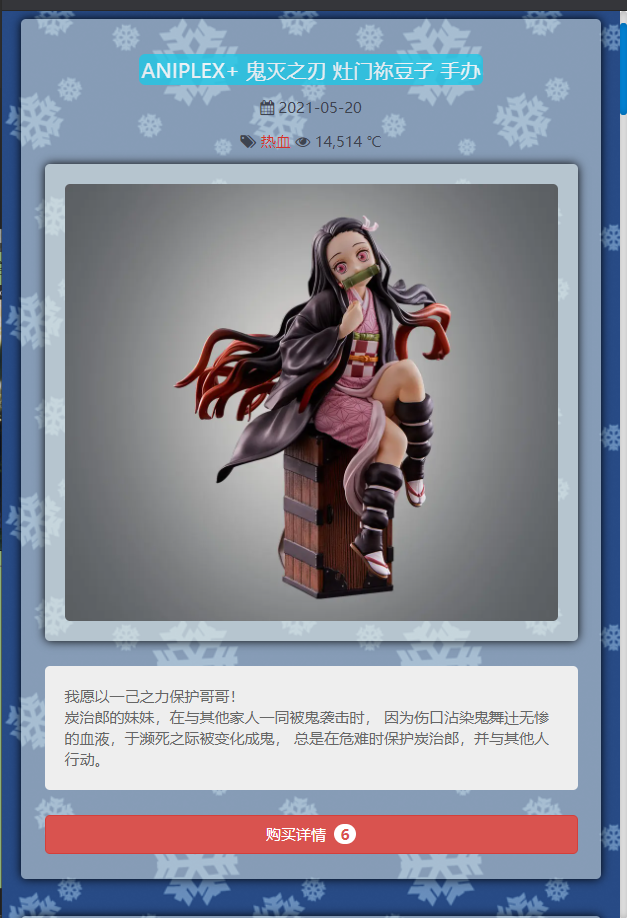 ANIPLEX+ 鬼灭之刃 灶门祢豆子 手办
2021-05-20
热血 14,514 ℃
我愿以一己之力保护哥哥！
炭治郎的妹妹，在与其他家人一同被鬼袭击时， 因为伤口沾染鬼舞辻无惨
的血液，于濒死之际被变化成鬼， 总是在危难时保护炭治郎，并与其他人
行动。
购买详情 6